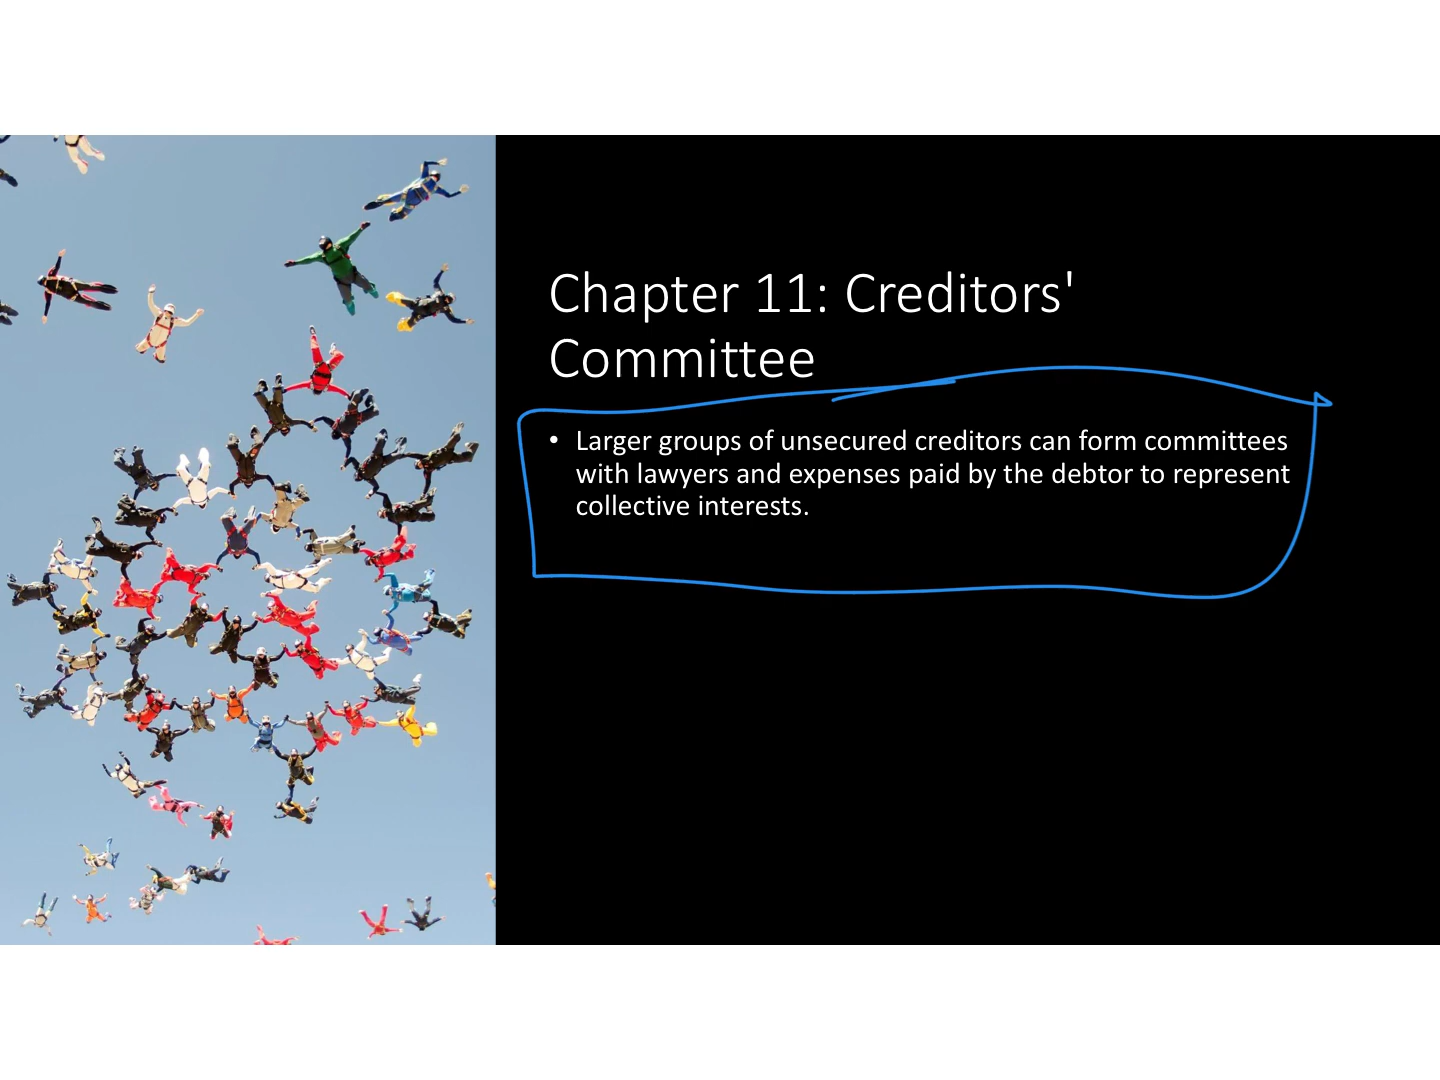 Chapter 11: Creditors'
Committee
• Larger groups of unsecured creditors can form committees
with lawyers and expenses paid by the debtor to represent
collective interests.